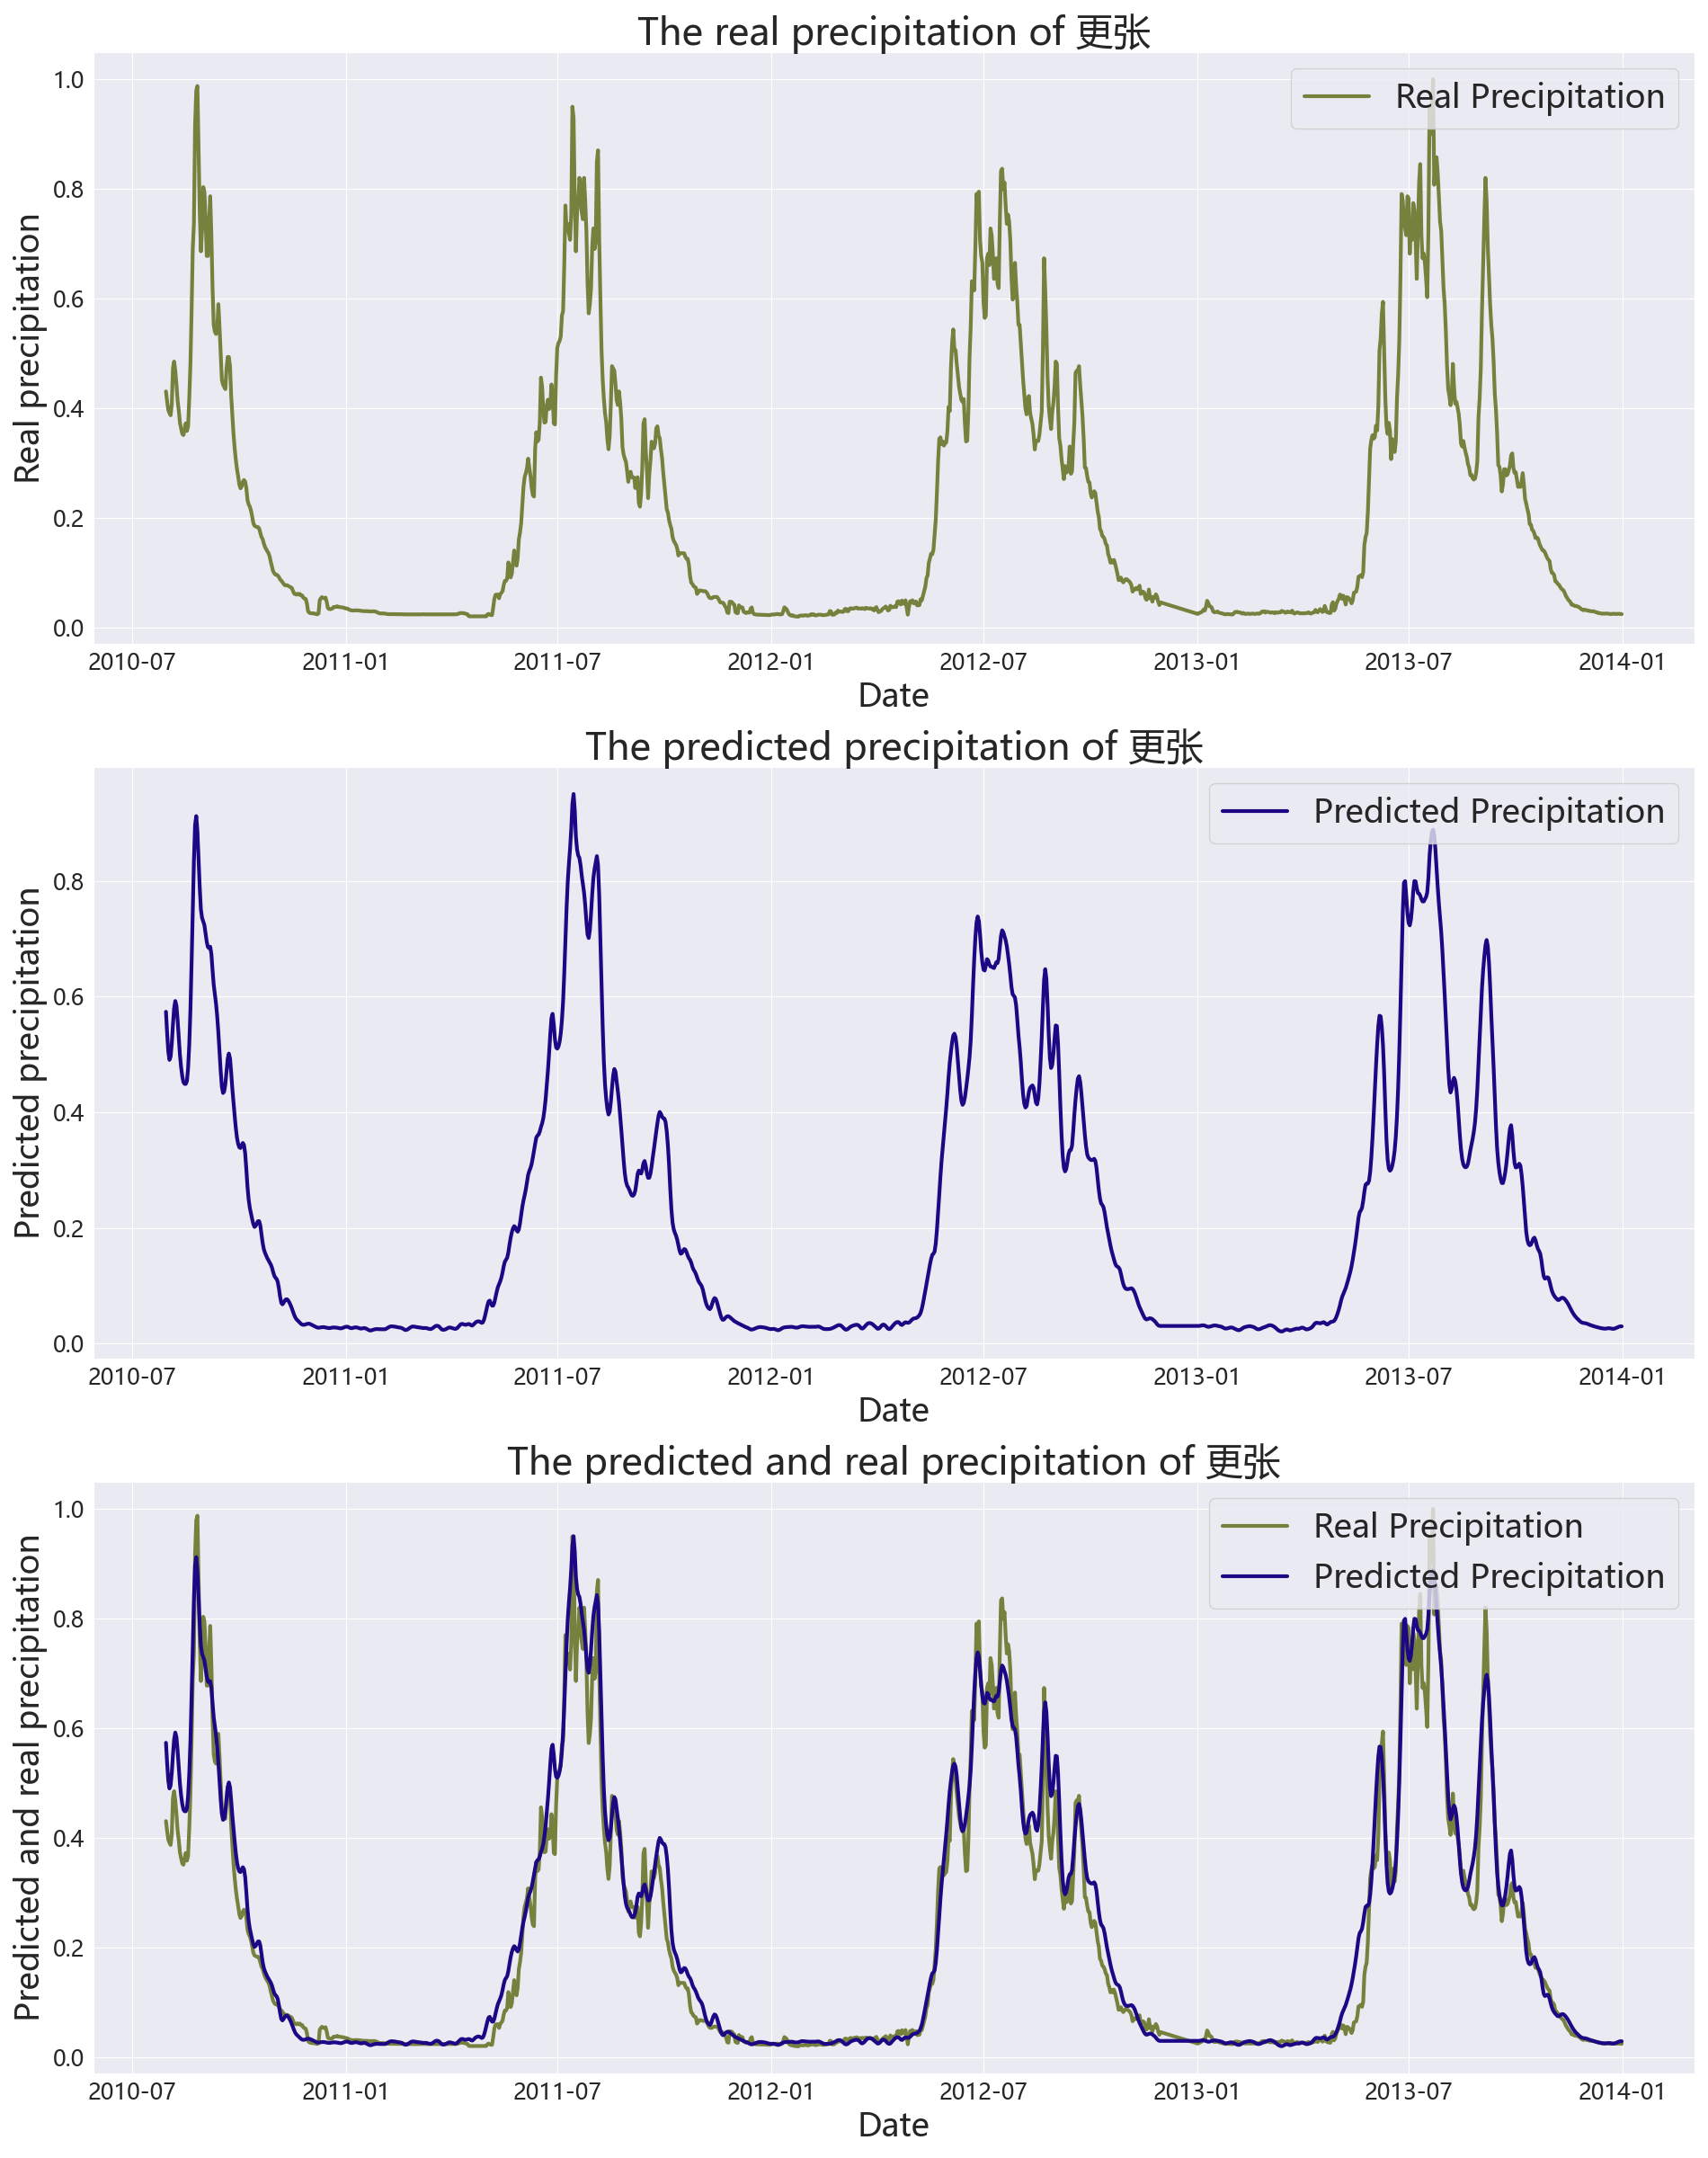 The real precipitation of 更张
Real precipitation
1.0
0.8
0.6
0.4
0.2
0.0
Real Precipitation
2010-07 2011-01 2011-07 2012-01 2012-07 2013-01 2013-07 2014-01
Date
The predicted precipitation of 更张
Predicted precipitation
0.8
0.6
0.4
0.2
0.0
Predicted Precipitation
2010-07 2011-01 2011-07 2012-01 2012-07 2013-01 2013-07 2014-01
Date
The predicted and real precipitation of 更张
Predicted and real precipitation
1.0
0.8
0.6
0.4
0.2
0.0
Real Precipitation
Predicted Precipitation
2010-07 2011-01 2011-07 2012-01 2012-07 2013-01 2013-07 2014-01
Date